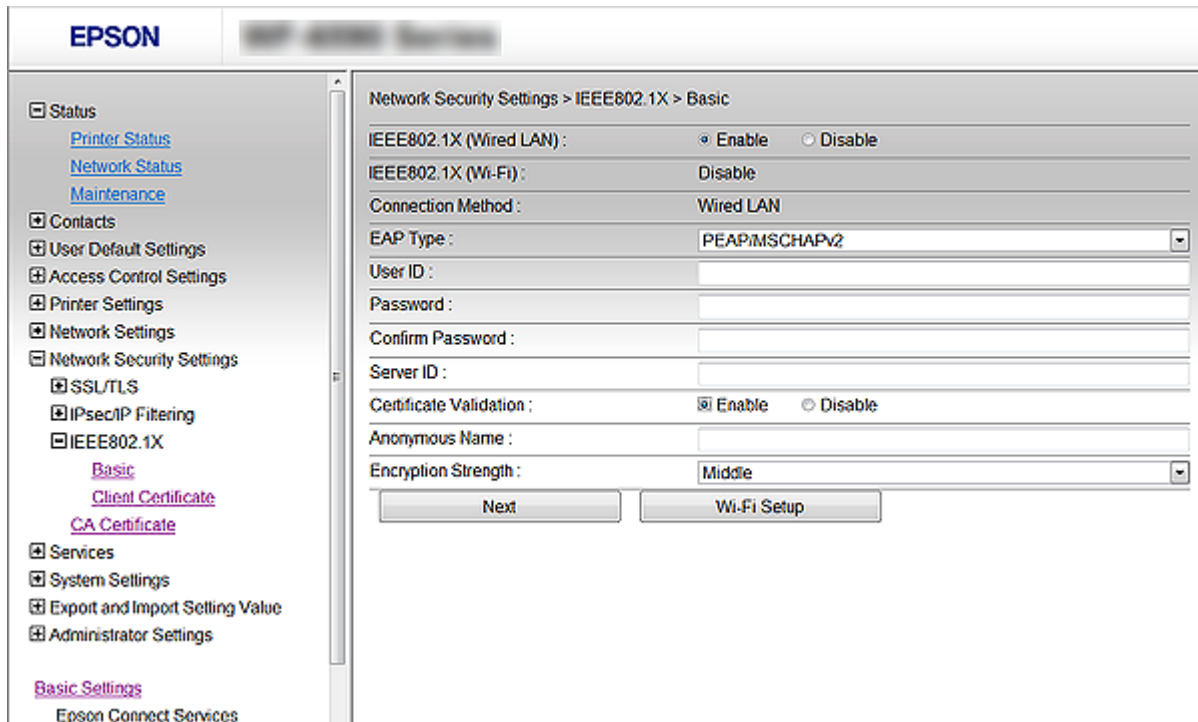 EPSON
Status
Printer Status
Network Status
Maintenance
Contacts
User Default Settings
Access Control Settings
Printer Settings
Network Settings
Network Security Settings
SSL/TLS
IPsec/IP Filtering
IEEE802.1X
Basic
Client Certificate
CA Certificate
Services
System Settings
Export and Import Setting Value
Administrator Settings
Basic Settings
Epson Connect Services
Network Security Settings > IEEE802.1X > Basic
IEEE802.1X (Wired LAN) : Enable Disable
IEEE802.1X (Wi-Fi) : Disable
Connection Method : Wired LAN
EAP Type : PEAP/MSCHAPv2
User ID :
Password :
Confirm Password :
Server ID :
Certificate Validation : Enable Disable
Anonymous Name :
Encryption Strength : Middle
Next Wi-Fi Setup